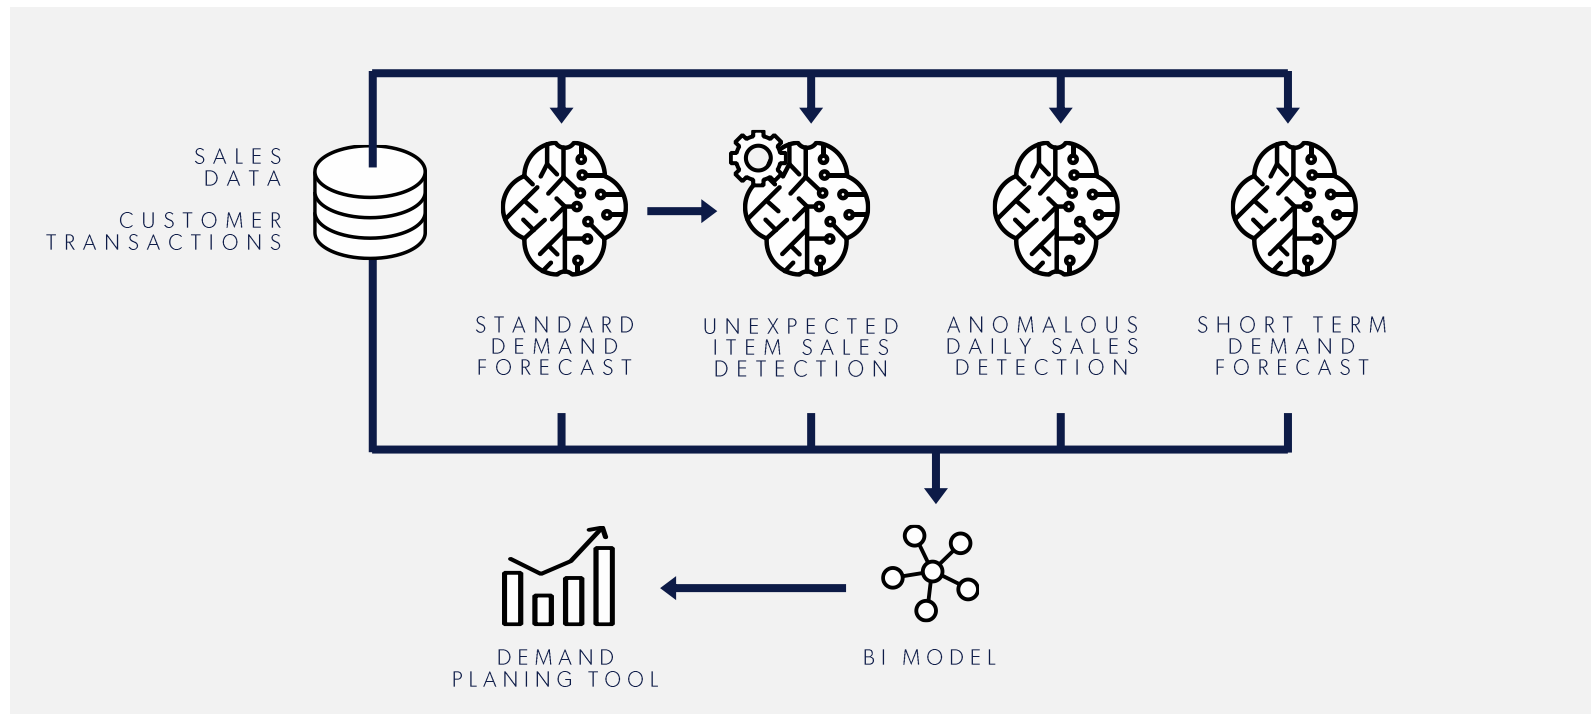 SALES
DATA
CUSTOMER
TRANSACTIONS
STANDARD
DEMAND
FORECAST
UNEXPECTED
ITEM SALES
DETECTION
ANOMALOUS
DAILY SALES
DETECTION
SHORT TERM
DEMAND
FORECAST
DEMAND
PLANING TOOL
BI MODEL